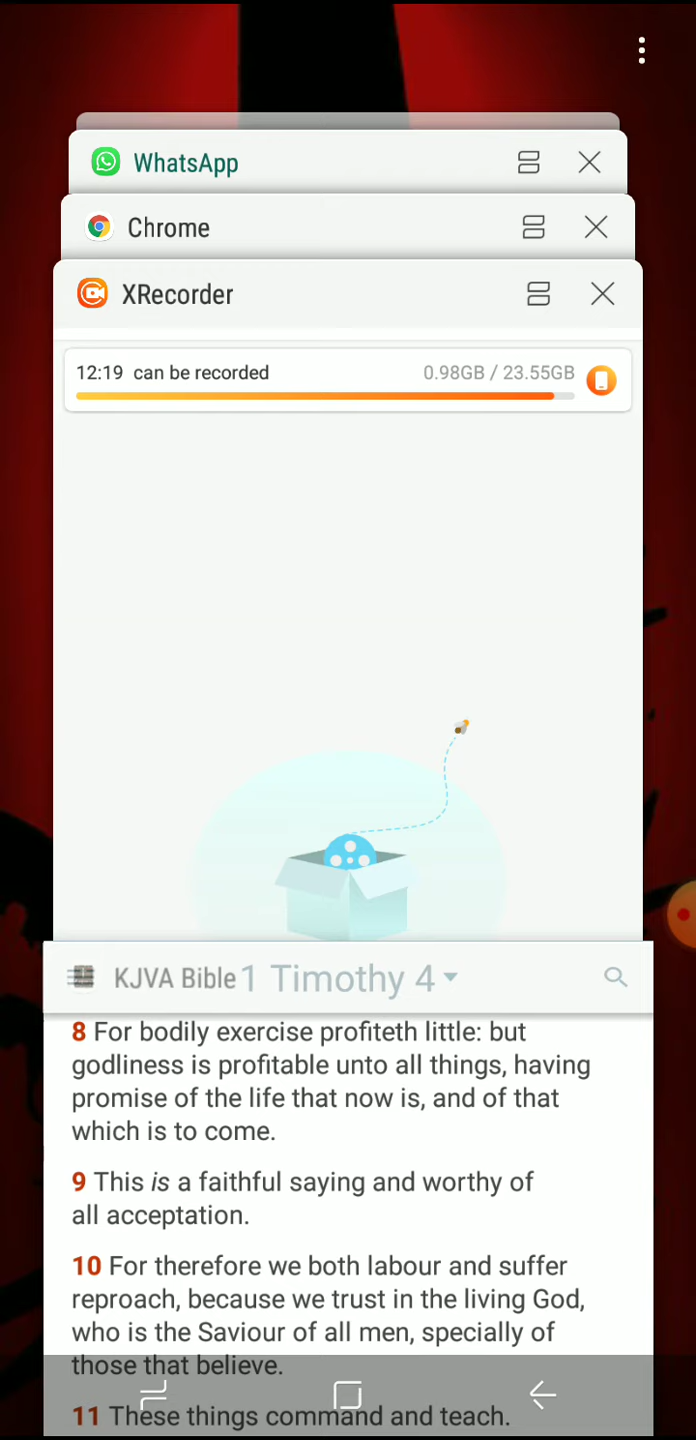 WhatsApp
Chrome
XRecorder
12:19 can be recorded 0.98GB / 23.55GB
KJVA Bible 1 Timothy 4
8 For bodily exercise profiteth little: but
godliness is profitable unto all things, having
promise of the life that now is, and of that
which is to come.
9 This is a faithful saying and worthy of
all acceptation.
10 For therefore we both labour and suffer
reproach, because we trust in the living God,
who is the Saviour of all men, specially of
those that believe.
11 These things command and teach.